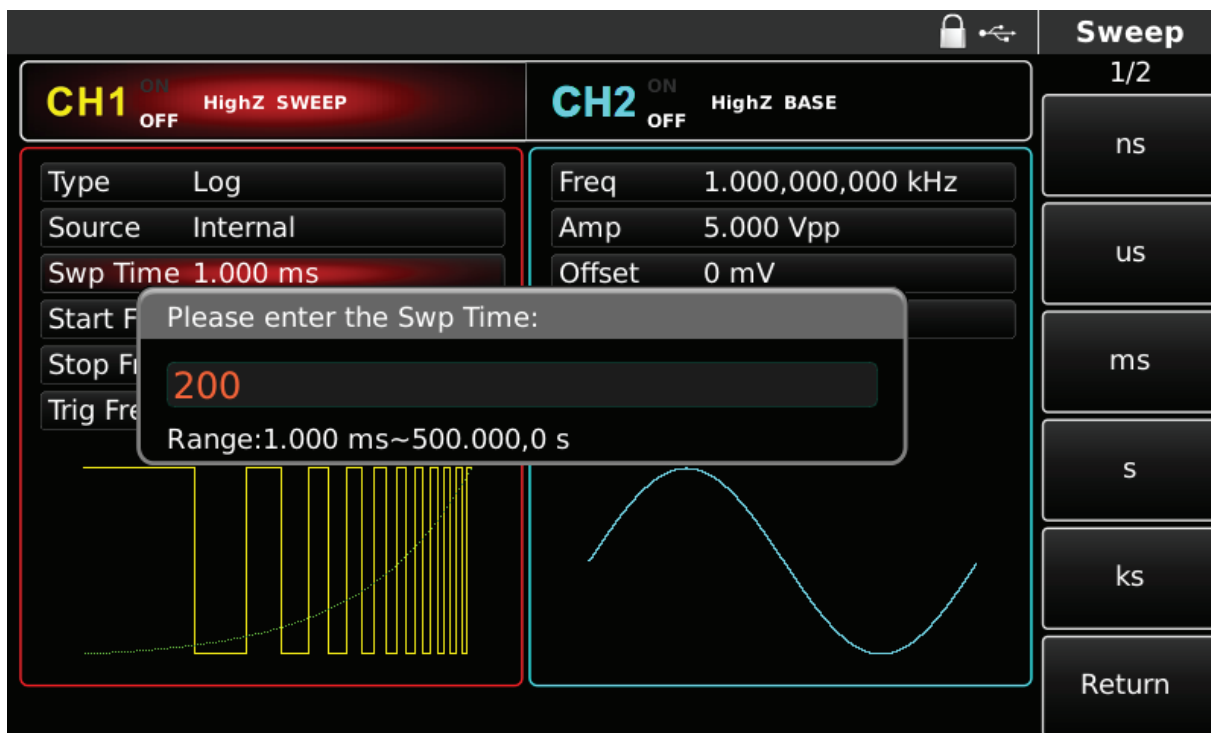 Sweep
1/2
CH1 ON OFF HighZ SWEEP
CH2 ON OFF HighZ BASE
Type Log
Source Internal
Swp Time 1.000 ms
Start F
Stop Fr
Trig Fre
Freq 1.000,000,000 kHz
Amp 5.000 Vpp
Offset 0 mV
Please enter the Swp Time:
200
Range:1.000 ms~500.000,0 s
ns
us
ms
s
ks
Return